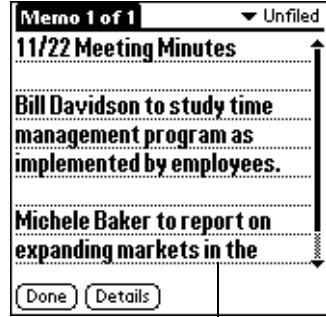 Memo 1 of 1 Unfiled
11/22 Meeting Minutes
Bill Davidson to study time
management program as
implemented by employees.
Michele Baker to report on
expanding markets in the
Done Details